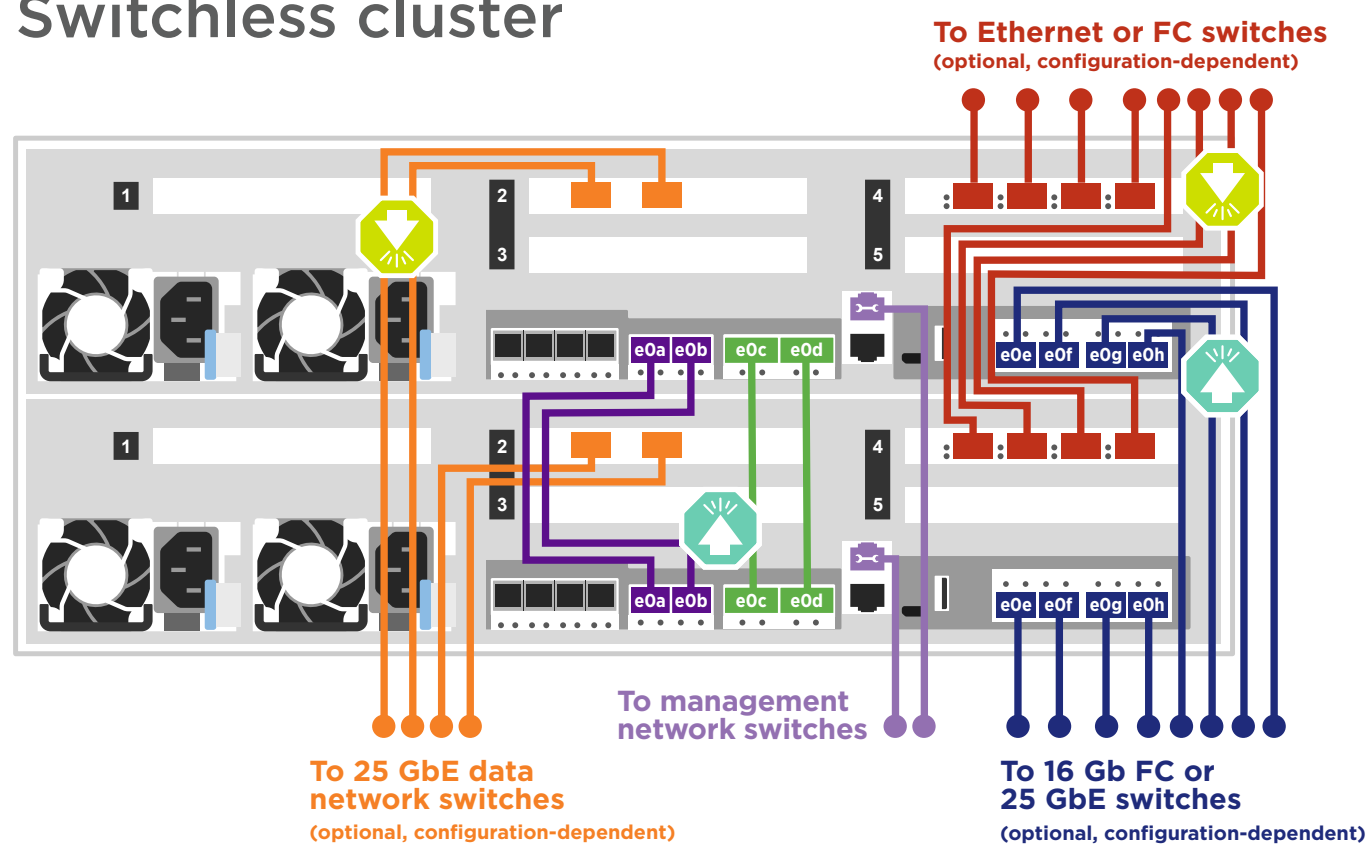 Switchless cluster
To Ethernet or FC switches
(optional, configuration-dependent)
1
2
4
3
5
e0a e0b e0c e0d
e0e e0f e0g e0h
1
2
4
3
5
e0a e0b e0c e0d
e0e e0f e0g e0h
To management
network switches
To 25 GbE data
network switches
(optional, configuration-dependent)
To 16 Gb FC or
25 GbE switches
(optional, configuration-dependent)